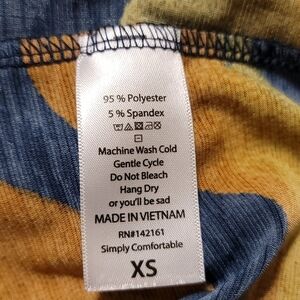 95 % Polyester
5 % Spandex
Machine Wash Cold
Gentle Cycle
Do Not Bleach
Hang Dry
or you'll be sad
MADE IN VIETNAM
RN#142161
Simply Comfortable
XS